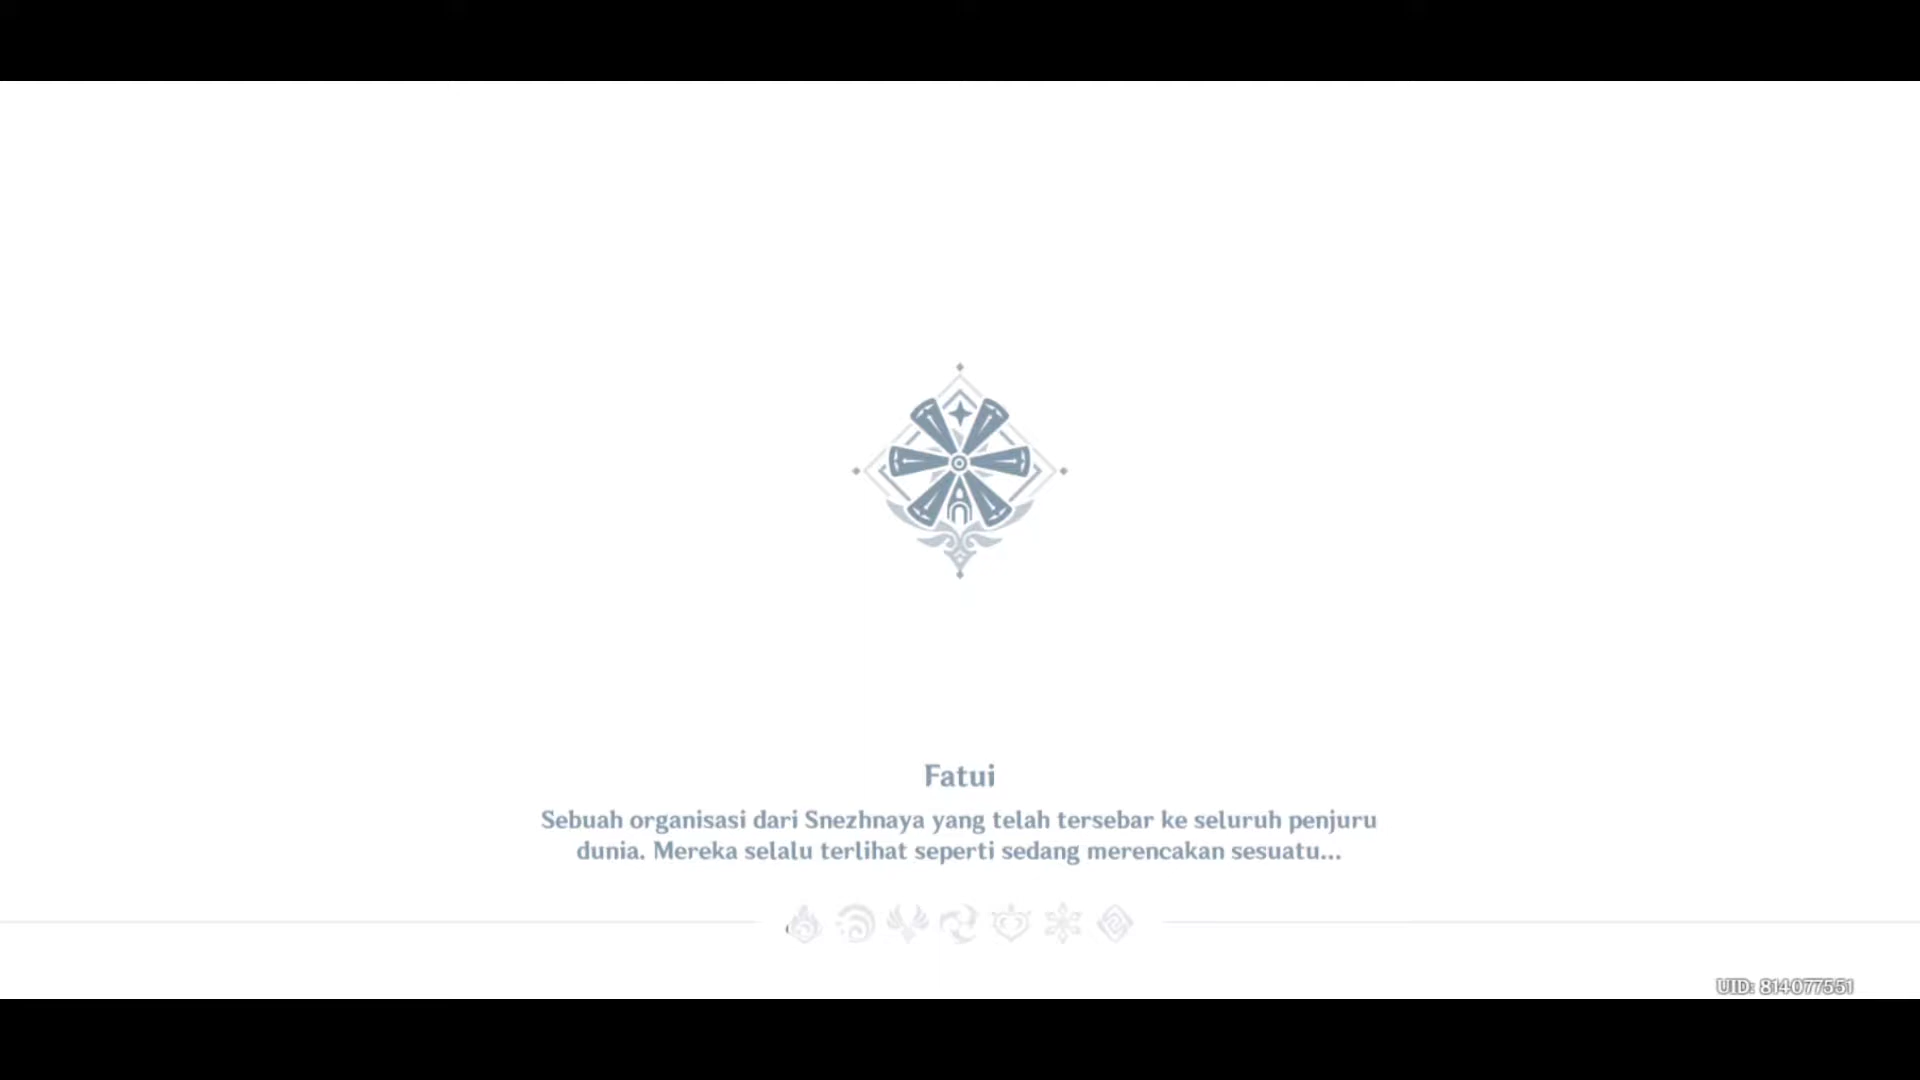 Fatui
Sebuah organisasi dari Snezhnaya yang telah tersebar ke seluruh penjuru
dunia. Mereka selalu terlihat seperti sedang merencakan sesuatu...
UID: 814077551